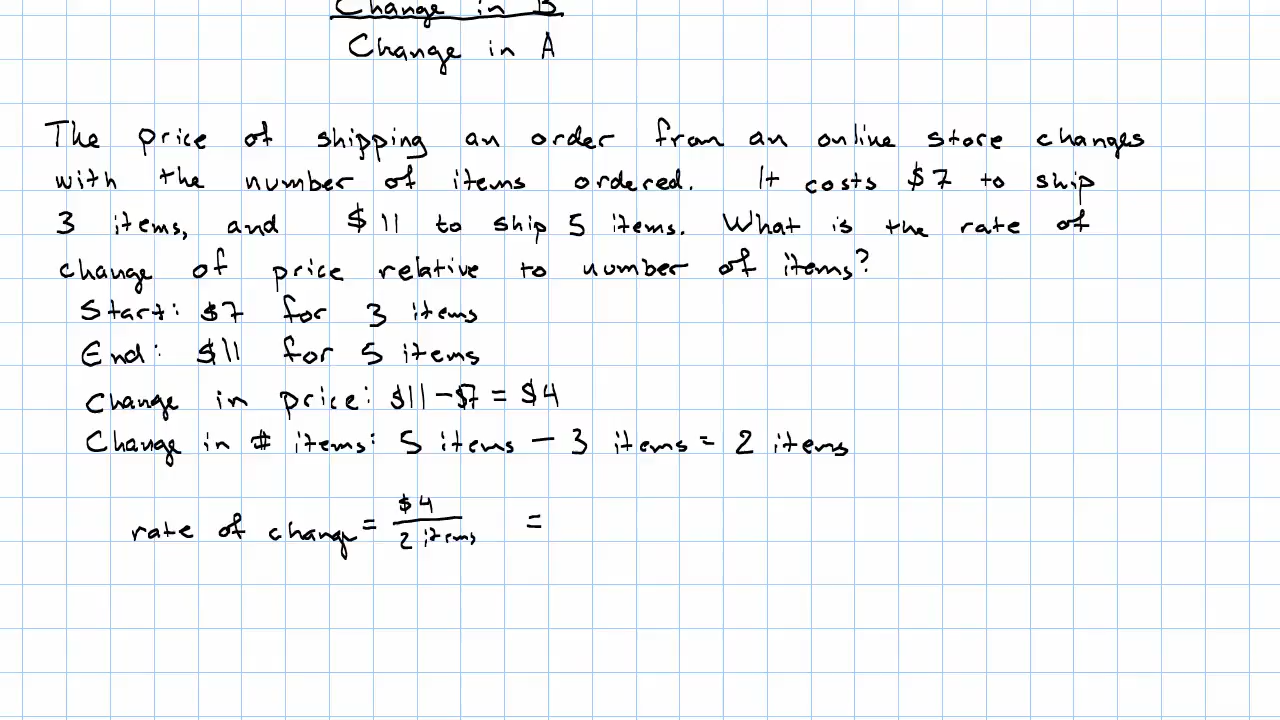 Change in B
Change in A
The price of shipping an order from an online store changes
with the number of items ordered. It costs $7 to ship
3 items, and $11 to ship 5 items. What is the rate of
change of price relative to number of items?
Start: $7 for 3 items
End: $11 for 5 items
Change in price: $11-$7 = $4
Change in # items: 5 items - 3 items = 2 items
rate of change = $4 / 2 items =